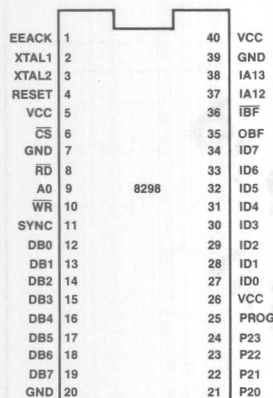 EEACK 1 40 VCC
XTAL1 2 39 GND
XTAL2 3 38 IA13
RESET 4 37 IA12
VCC 5 36 I̅B̅F̅
C̅S̅ 6 35 OBF
GND 7 34 ID7
R̅D̅ 8 33 ID6
A0 9 8298 32 ID5
W̅R̅ 10 31 ID4
SYNC 11 30 ID3
DB0 12 29 ID2
DB1 13 28 ID1
DB2 14 27 ID0
DB3 15 26 VCC
DB4 16 25 PROG
DB5 17 24 P23
DB6 18 23 P22
DB7 19 22 P21
GND 20 21 P20